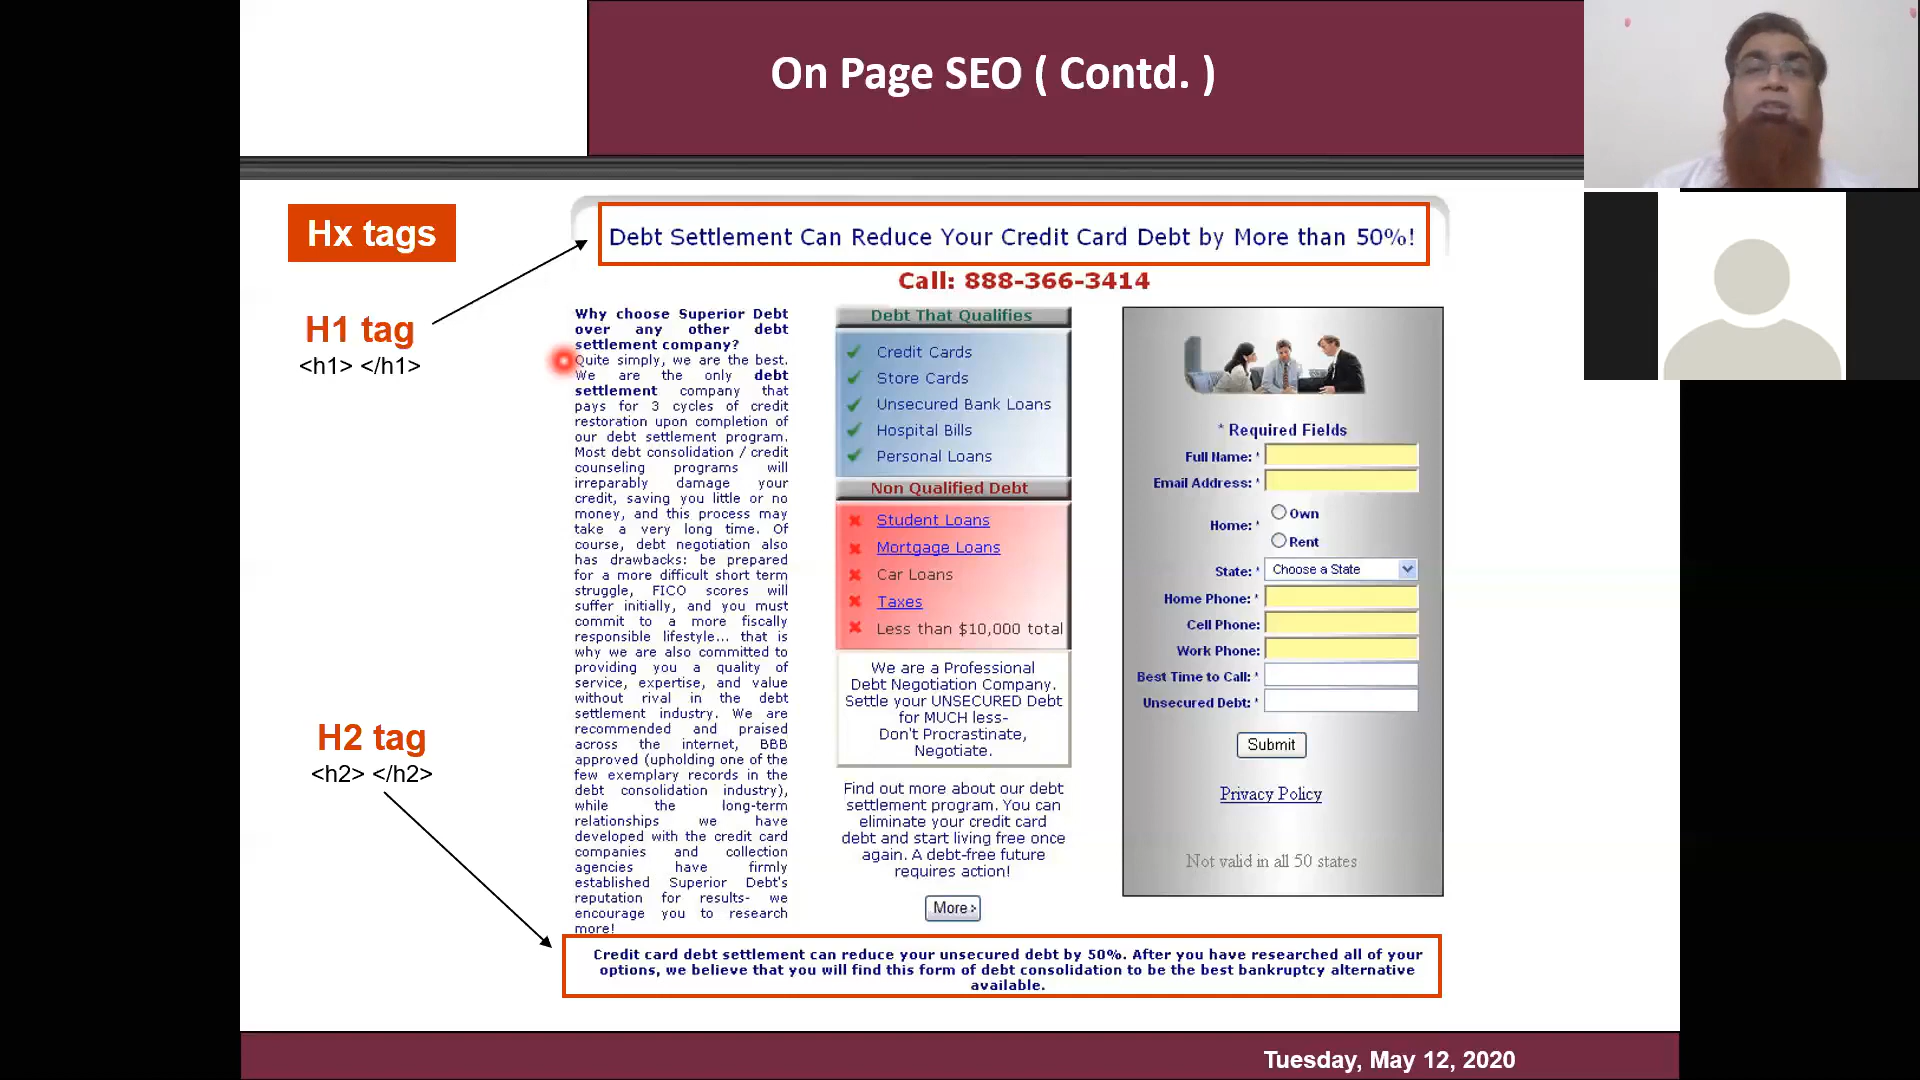 On Page SEO ( Contd. )
Hx tags
H1 tag
<h1> </h1>
H2 tag
<h2> </h2>
Debt Settlement Can Reduce Your Credit Card Debt by More than 50%!
Call: 888-366-3414
Why choose Superior Debt
over any other debt
settlement company?
Quite simply, we are the best.
We are the only debt
settlement company that
pays for 3 cycles of credit
restoration upon completion of
our debt settlement program.
Most debt consolidation / credit
counseling programs will
irreparably damage your
credit, saving you little or no
money, and this process may
take a very long time. Of
course, debt negotiation also
has drawbacks: be prepared
for a more difficult short term
struggle, FICO scores will
suffer initially, and you must
commit to a more fiscally
responsible lifestyle... that is
why we are also committed to
providing you a quality of
service, expertise, and value
without rival in the debt
settlement industry. We are
recommended and praised
across the internet, BBB
approved (upholding one of the
few exemplary records in the
debt consolidation industry),
while the long-term
relationships we have
developed with the credit card
companies and collection
agencies have firmly
established Superior Debt's
reputation for results- we
encourage you to research
more!
Debt That Qualifies
Credit Cards
Store Cards
Unsecured Bank Loans
Hospital Bills
Personal Loans
Non Qualified Debt
Student Loans
Mortgage Loans
Car Loans
Taxes
Less than $10,000 total
We are a Professional
Debt Negotiation Company.
Settle your UNSECURED Debt
for MUCH less-
Don't Procrastinate,
Negotiate.
Find out more about our debt
settlement program. You can
eliminate your credit card
debt and start living free once
again. A debt-free future
requires action!
More >
* Required Fields
Full Name: *
Email Address: *
Home: *
Own
Rent
State: * Choose a State
Home Phone: *
Cell Phone:
Work Phone:
Best Time to Call: *
Unsecured Debt: *
Submit
Privacy Policy
Not valid in all 50 states
Credit card debt settlement can reduce your unsecured debt by 50%. After you have researched all of your
options, we believe that you will find this form of debt consolidation to be the best bankruptcy alternative
available.
Tuesday, May 12, 2020